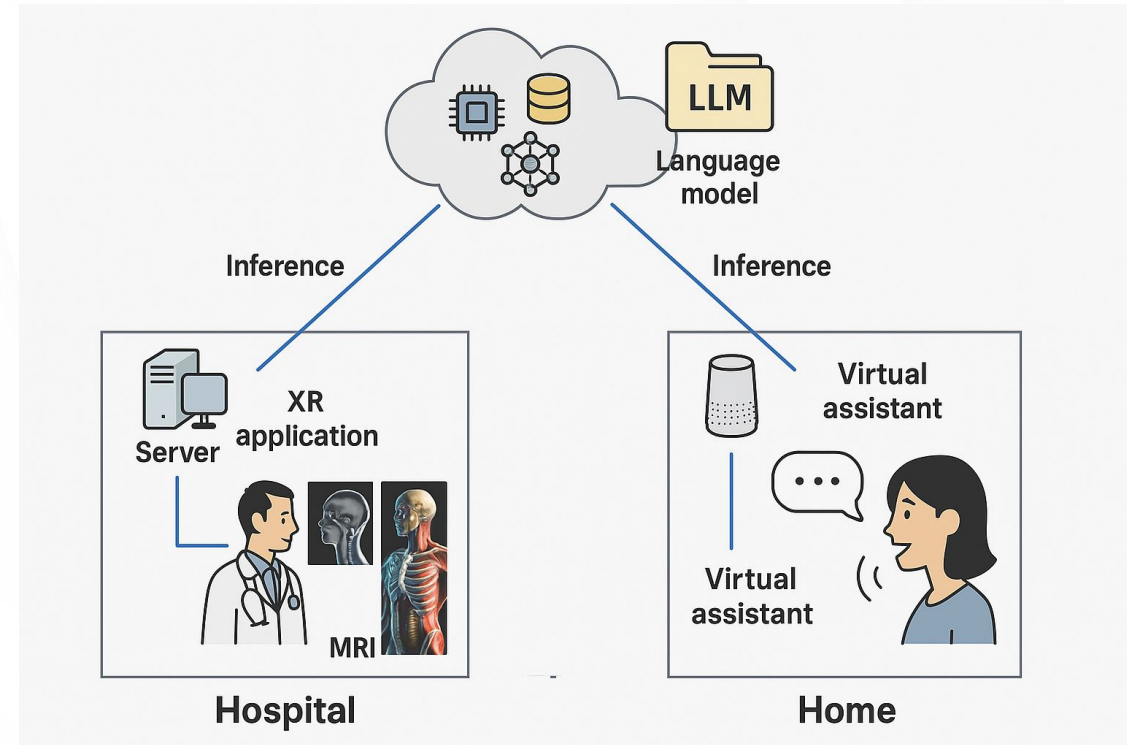 LLM
Language
model
Inference
Inference
Server
XR
application
MRI
Hospital
Virtual
assistant
Virtual
assistant
Home